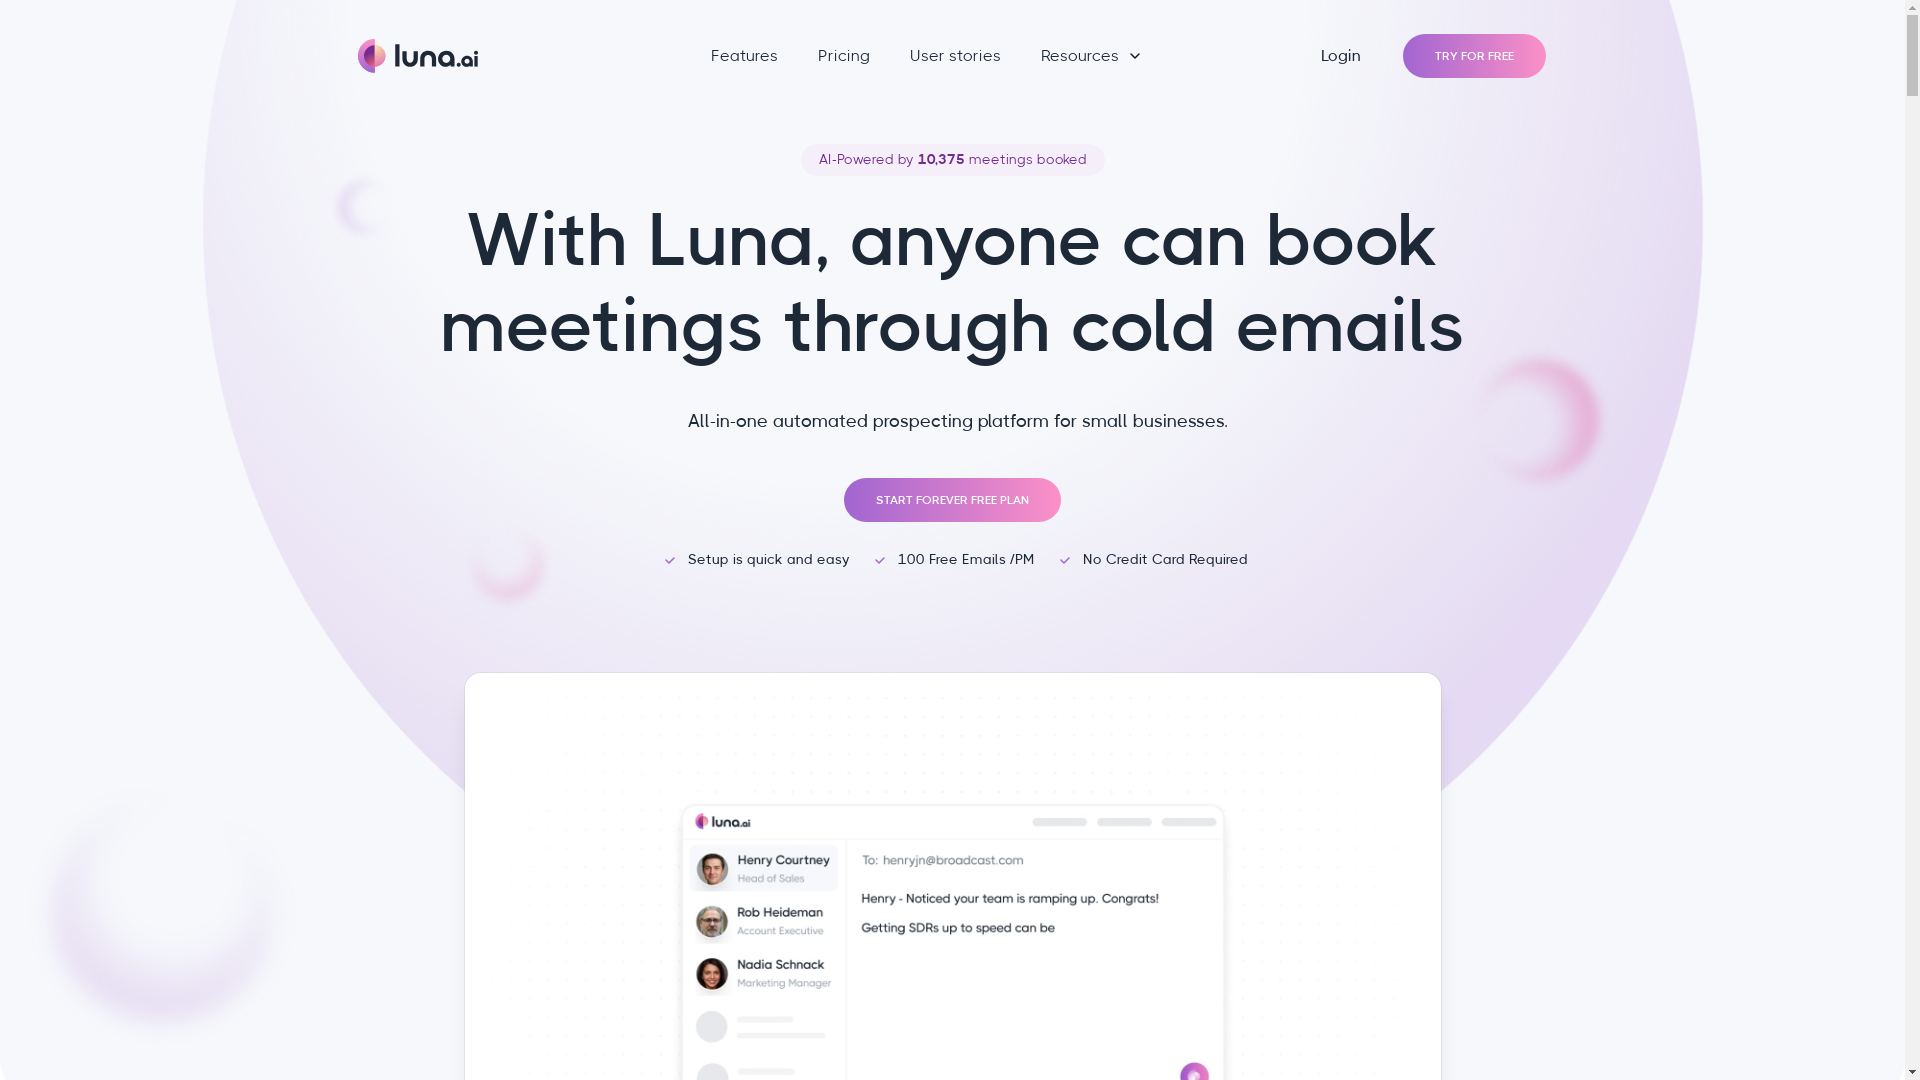 luna.ai
Features
Pricing
User stories
Resources
Login
TRY FOR FREE
AI-Powered by 10,375 meetings booked
With Luna, anyone can book
meetings through cold emails
All-in-one automated prospecting platform for small businesses.
START FOREVER FREE PLAN
Setup is quick and easy
100 Free Emails /PM
No Credit Card Required
luna.ai
Henry Courtney
Head of Sales
Rob Heideman
Account Executive
Nadia Schnack
Marketing Manager
To: henryjn@broadcast.com
Henry - Noticed your team is ramping up. Congrats!
Getting SDRs up to speed can be